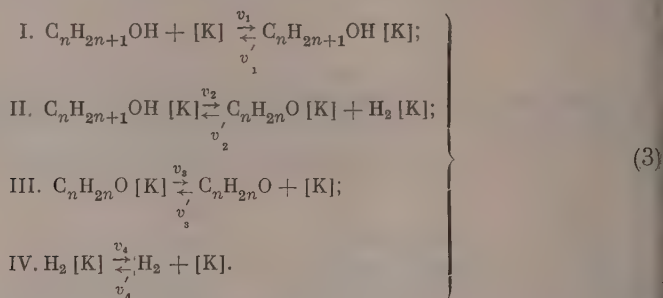 I. CₙH₂ₙ₊₁OH + [K] v₁ ⇄ v′₁ CₙH₂ₙ₊₁OH [K];
II. CₙH₂ₙ₊₁OH [K] v₂ ⇄ v′₂ CₙH₂ₙO [K] + H₂ [K];
(3)
III. CₙH₂ₙO [K] v₃ ⇄ v′₃ CₙH₂ₙO + [K];
IV. H₂ [K] v₄ ⇄ v′₄ H₂ + [K].